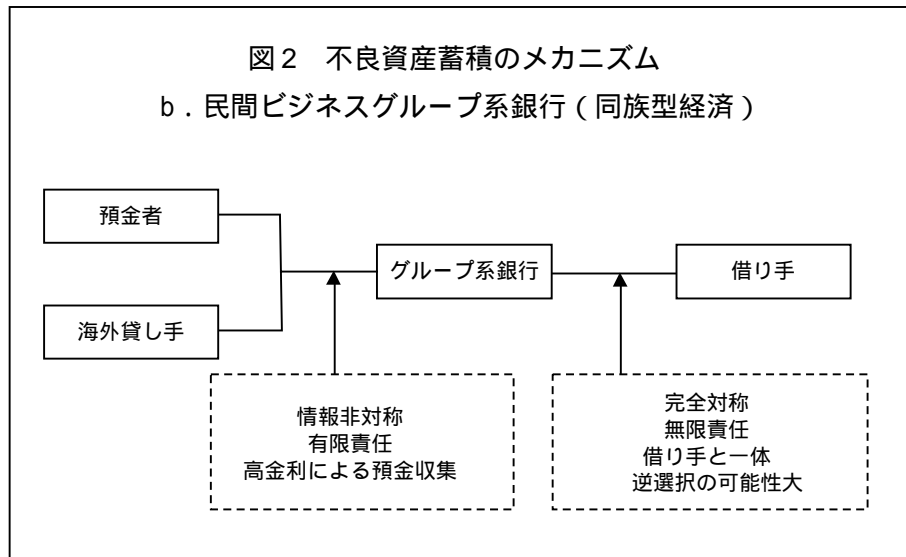 図２　不良資産蓄積のメカニズム
b．民間ビジネスグループ系銀行（同族型経済）
預金者
グループ系銀行
借り手
海外貸し手
情報非対称
有限責任
高金利による預金収集
完全対称
無限責任
借り手と一体
逆選択の可能性大